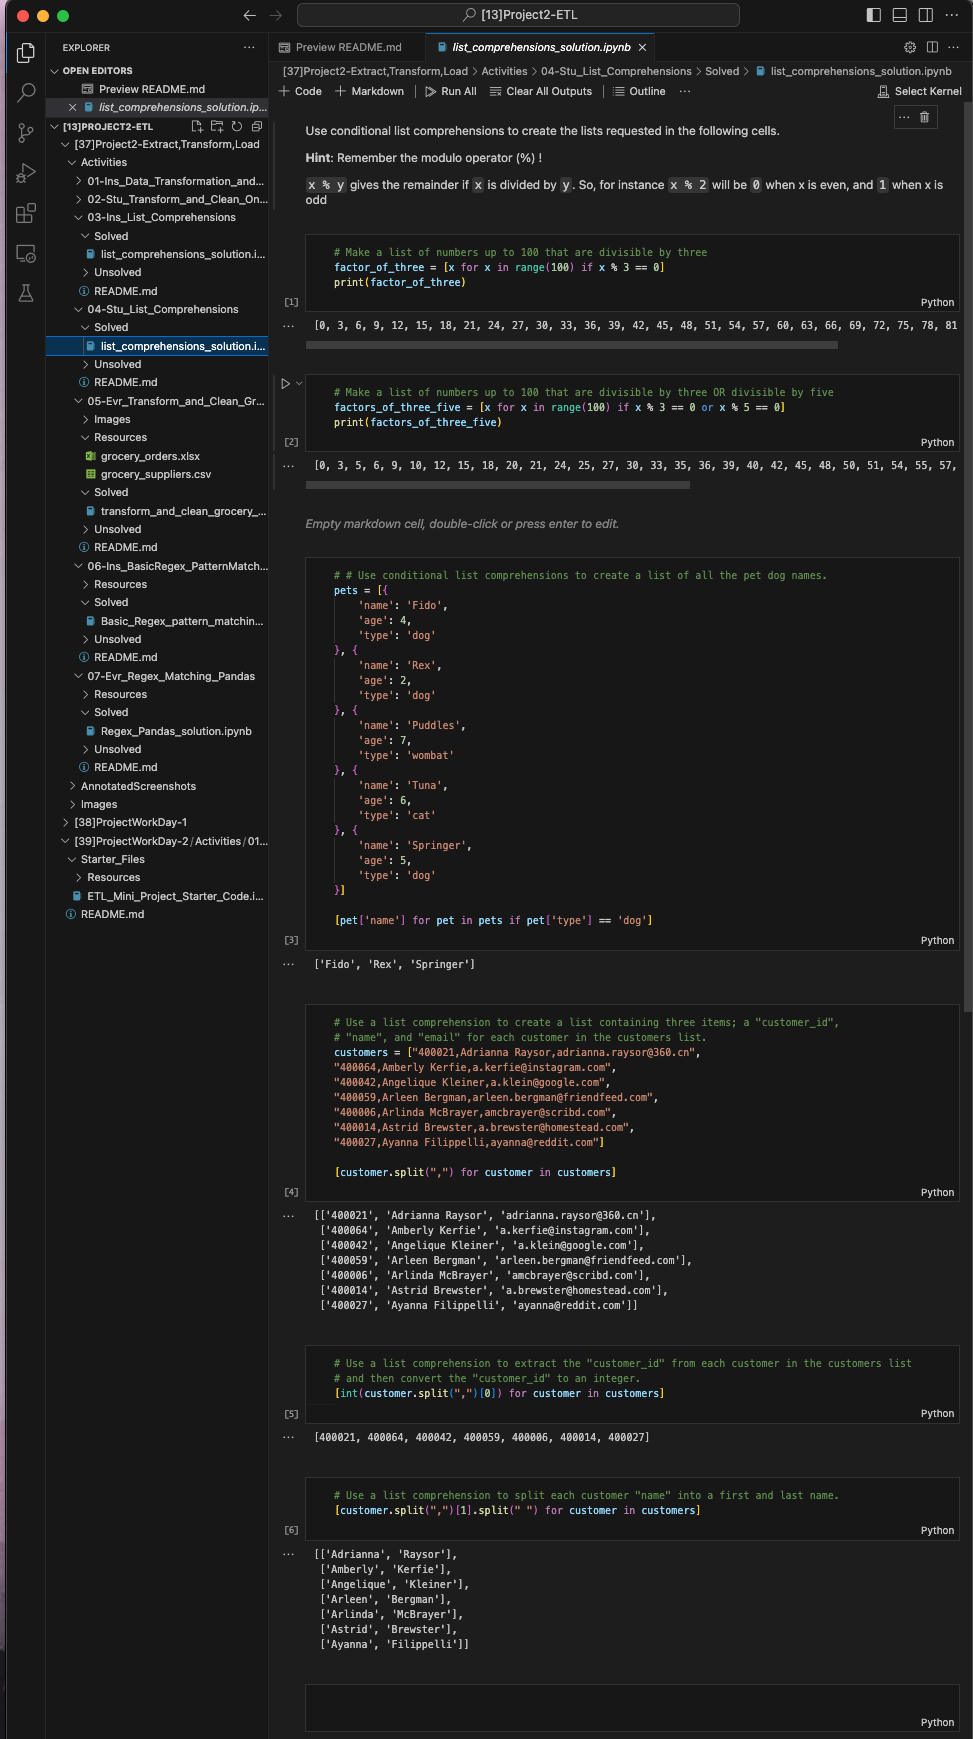 [13]Project2-ETL
EXPLORER
Preview README.md
list_comprehensions_solution.ipynb
OPEN EDITORS
Preview README.md
list_comprehensions_solution.ip...
[13]PROJECT2-ETL
[37]Project2-Extract,Transform,Load
Activities
01-Ins_Data_Transformation_and...
02-Stu_Transform_and_Clean_On...
03-Ins_List_Comprehensions
Solved
list_comprehensions_solution.i...
Unsolved
README.md
04-Stu_List_Comprehensions
Solved
list_comprehensions_solution.i...
Unsolved
README.md
05-Evr_Transform_and_Clean_Gr...
Images
Resources
grocery_orders.xlsx
grocery_suppliers.csv
Solved
transform_and_clean_grocery_...
Unsolved
README.md
06-Ins_BasicRegex_PatternMatch...
Resources
Solved
Basic_Regex_pattern_matchin...
Unsolved
README.md
07-Evr_Regex_Matching_Pandas
Resources
Solved
Regex_Pandas_solution.ipynb
Unsolved
README.md
AnnotatedScreenshots
Images
[38]ProjectWorkDay-1
[39]ProjectWorkDay-2/Activities/01...
Starter_Files
Resources
ETL_Mini_Project_Starter_Code.i...
README.md
[37]Project2-Extract,Transform,Load > Activities > 04-Stu_List_Comprehensions > Solved > list_comprehensions_solution.ipynb
+ Code + Markdown | Run All Clear All Outputs | Outline ... Select Kernel
Use conditional list comprehensions to create the lists requested in the following cells.
Hint: Remember the modulo operator (%) !
x % y gives the remainder if x is divided by y. So, for instance x % 2 will be 0 when x is even, and 1 when x is
odd
# Make a list of numbers up to 100 that are divisible by three
factor_of_three = [x for x in range(100) if x % 3 == 0]
print(factor_of_three)
[1] Python
... [0, 3, 6, 9, 12, 15, 18, 21, 24, 27, 30, 33, 36, 39, 42, 45, 48, 51, 54, 57, 60, 63, 66, 69, 72, 75, 78, 81
# Make a list of numbers up to 100 that are divisible by three OR divisible by five
factors_of_three_five = [x for x in range(100) if x % 3 == 0 or x % 5 == 0]
print(factors_of_three_five)
[2] Python
... [0, 3, 5, 6, 9, 10, 12, 15, 18, 20, 21, 24, 25, 27, 30, 33, 35, 36, 39, 40, 42, 45, 48, 50, 51, 54, 55, 57,
Empty markdown cell, double-click or press enter to edit.
# # Use conditional list comprehensions to create a list of all the pet dog names.
pets = [{
'name': 'Fido',
'age': 4,
'type': 'dog'
}, {
'name': 'Rex',
'age': 2,
'type': 'dog'
}, {
'name': 'Puddles',
'age': 7,
'type': 'wombat'
}, {
'name': 'Tuna',
'age': 6,
'type': 'cat'
}, {
'name': 'Springer',
'age': 5,
'type': 'dog'
}]
[pet['name'] for pet in pets if pet['type'] == 'dog']
[3] Python
... ['Fido', 'Rex', 'Springer']
# Use a list comprehension to create a list containing three items; a "customer_id",
# "name", and "email" for each customer in the customers list.
customers = ["400021,Adrianna Raysor,adrianna.raysor@360.cn",
"400064,Amberly Kerfie,a.kerfie@instagram.com",
"400042,Angelique Kleiner,a.klein@google.com",
"400059,Arleen Bergman,arleen.bergman@friendfeed.com",
"400006,Arlinda McBrayer,amcbrayer@scribd.com",
"400014,Astrid Brewster,a.brewster@homestead.com",
"400027,Ayanna Filippelli,ayanna@reddit.com"]
[customer.split(",") for customer in customers]
[4] Python
... [['400021', 'Adrianna Raysor', 'adrianna.raysor@360.cn'],
['400064', 'Amberly Kerfie', 'a.kerfie@instagram.com'],
['400042', 'Angelique Kleiner', 'a.klein@google.com'],
['400059', 'Arleen Bergman', 'arleen.bergman@friendfeed.com'],
['400006', 'Arlinda McBrayer', 'amcbrayer@scribd.com'],
['400014', 'Astrid Brewster', 'a.brewster@homestead.com'],
['400027', 'Ayanna Filippelli', 'ayanna@reddit.com']]
# Use a list comprehension to extract the "customer_id" from each customer in the customers list
# and then convert the "customer_id" to an integer.
[int(customer.split(",")[0]) for customer in customers]
[5] Python
... [400021, 400064, 400042, 400059, 400006, 400014, 400027]
# Use a list comprehension to split each customer "name" into a first and last name.
[customer.split(",")[1].split(" ") for customer in customers]
[6] Python
... [['Adrianna', 'Raysor'],
['Amberly', 'Kerfie'],
['Angelique', 'Kleiner'],
['Arleen', 'Bergman'],
['Arlinda', 'McBrayer'],
['Astrid', 'Brewster'],
['Ayanna', 'Filippelli']]
Python